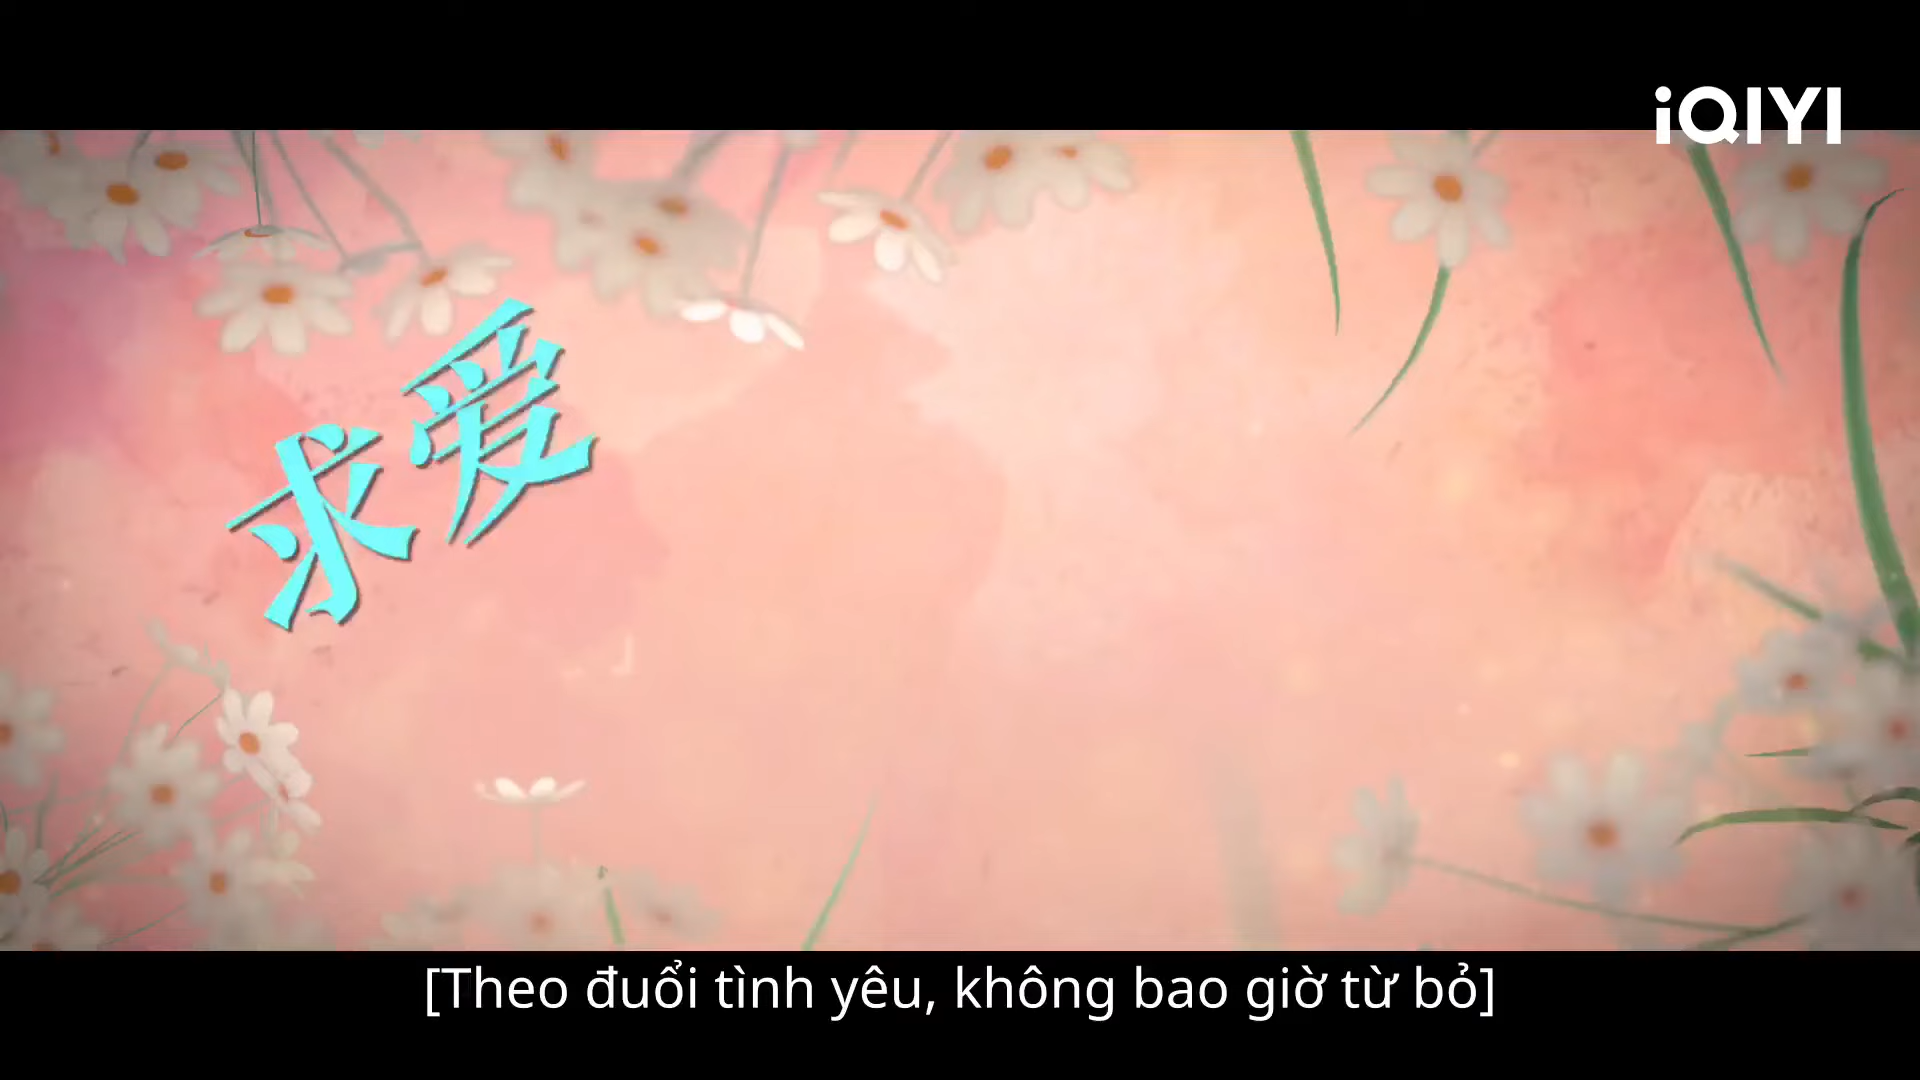 iQIYI
求爱
[Theo đuổi tình yêu, không bao giờ từ bỏ]